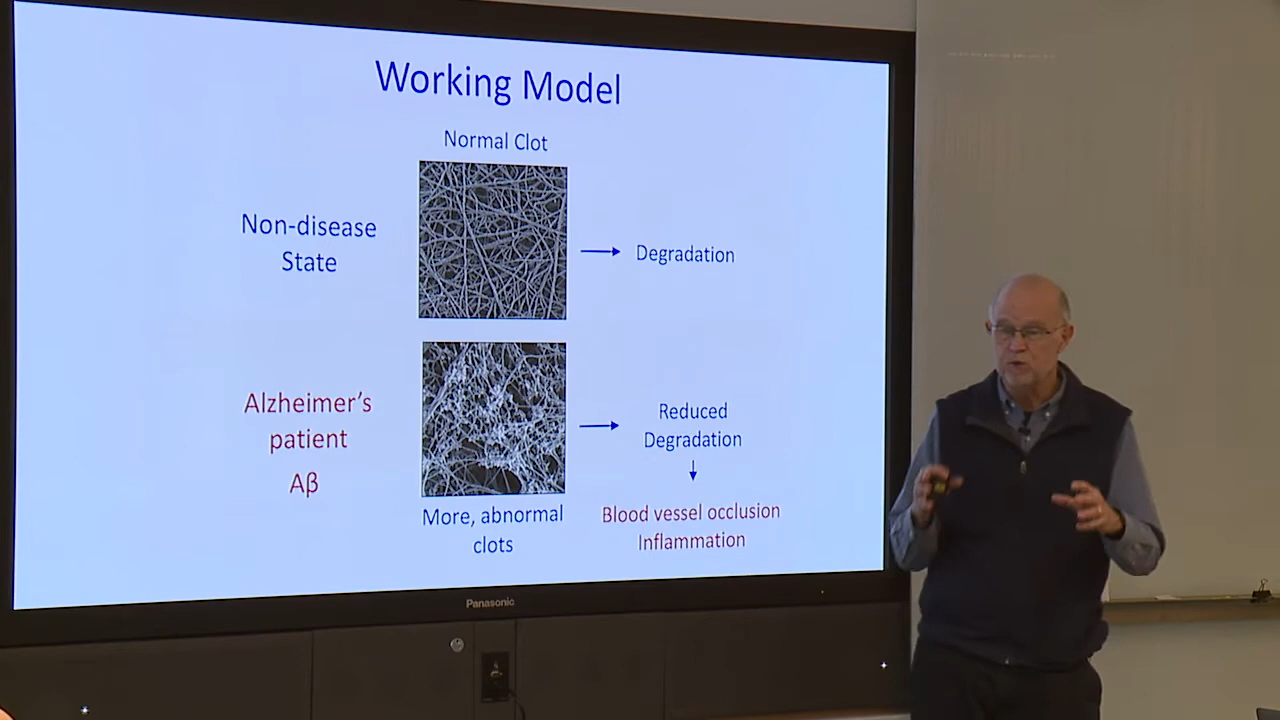 Working Model
Normal Clot
Non-disease
State
Degradation
Alzheimer's
patient
Aβ
Reduced
Degradation
More, abnormal
clots
Blood vessel occlusion
Inflammation
Panasonic